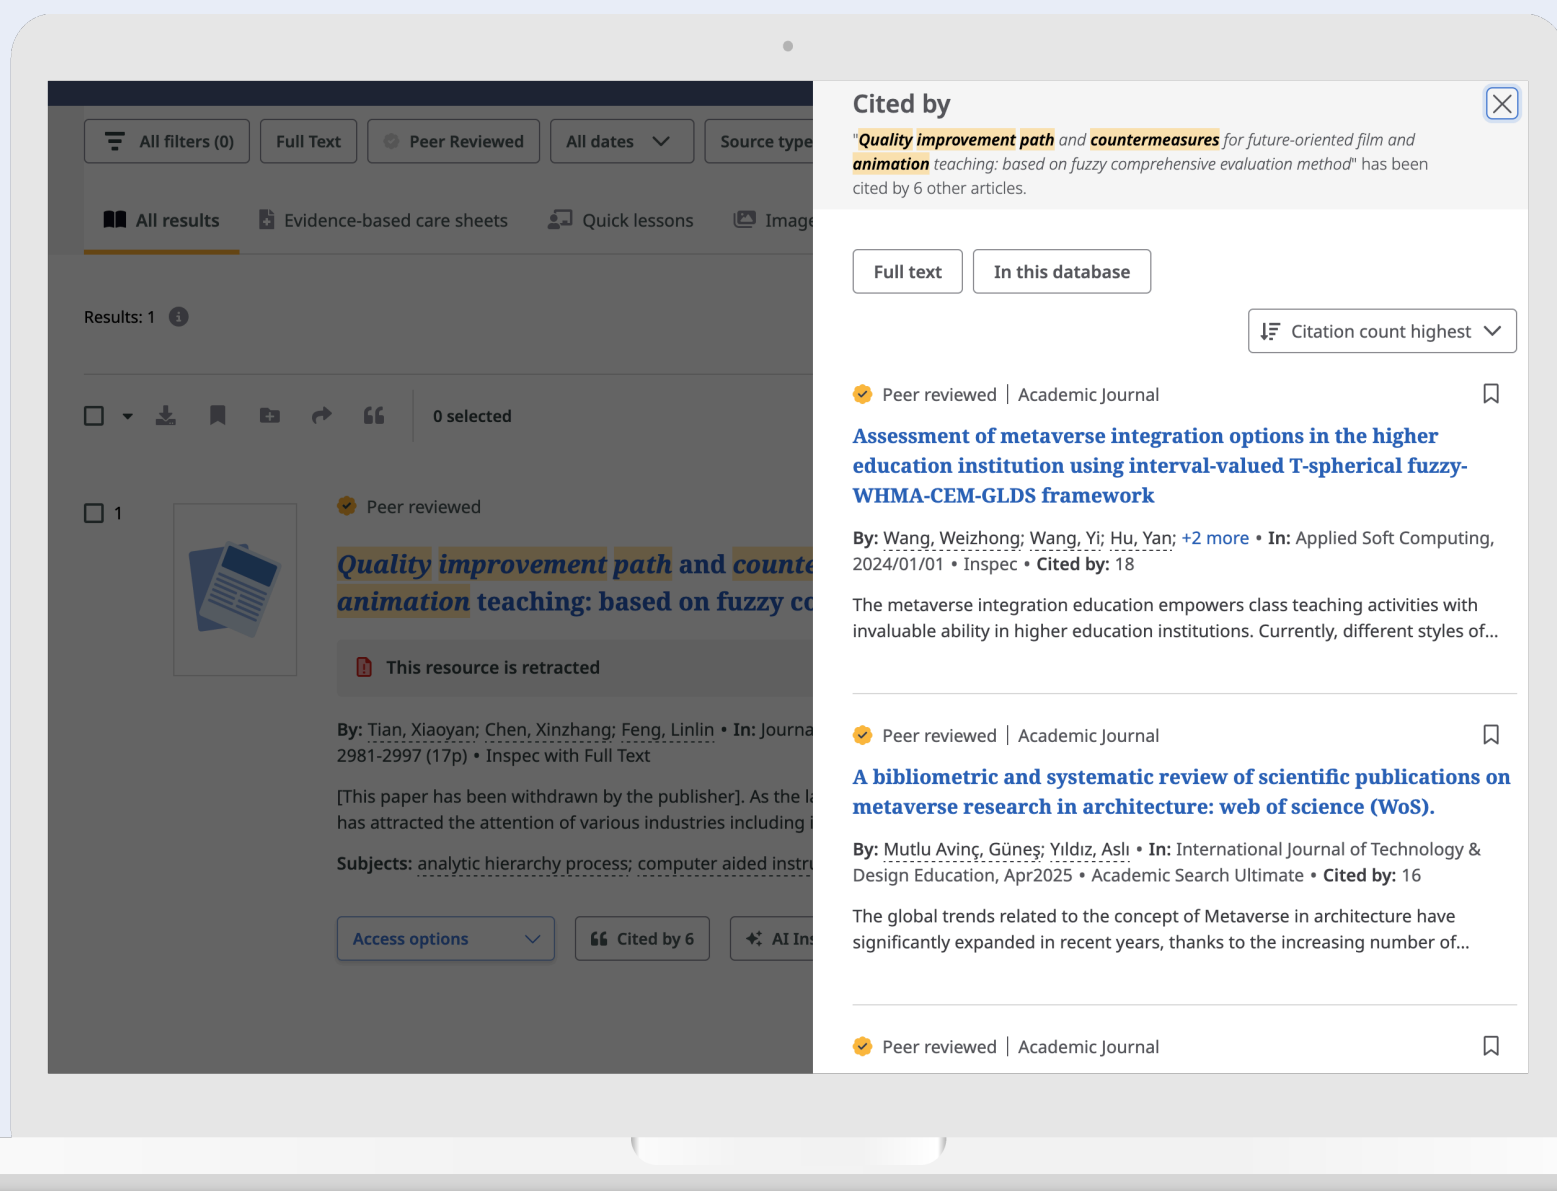 All filters (0)
Full Text
Peer Reviewed
All dates
Source type
All results
Evidence-based care sheets
Quick lessons
Results: 1
0 selected
1
Peer reviewed
Quality improvement path and
animation teaching: based on fuzzy
This resource is retracted
By: Tian, Xiaoyan; Chen, Xinzhang; Feng, Linlin • In:
2981-2997 (17p) • Inspec with Full Text
[This paper has been withdrawn by the publisher]. As the
has attracted the attention of various industries including
Subjects: analytic hierarchy process; computer aided
Access options
Cited by 6
AI
Cited by
"Quality improvement path and countermeasures for future-oriented film and
animation teaching: based on fuzzy comprehensive evaluation method" has been
cited by 6 other articles.
Full text
In this database
Citation count highest
Peer reviewed | Academic Journal
Assessment of metaverse integration options in the higher
education institution using interval-valued T-spherical fuzzy-
WHMA-CEM-GLDS framework
By: Wang, Weizhong; Wang, Yi; Hu, Yan; +2 more • In: Applied Soft Computing,
2024/01/01 • Inspec • Cited by: 18
The metaverse integration education empowers class teaching activities with
invaluable ability in higher education institutions. Currently, different styles of...
Peer reviewed | Academic Journal
A bibliometric and systematic review of scientific publications on
metaverse research in architecture: web of science (WoS).
By: Mutlu Avinç, Güneş; Yıldız, Aslı • In: International Journal of Technology &
Design Education, Apr2025 • Academic Search Ultimate • Cited by: 16
The global trends related to the concept of Metaverse in architecture have
significantly expanded in recent years, thanks to the increasing number of...
Peer reviewed | Academic Journal